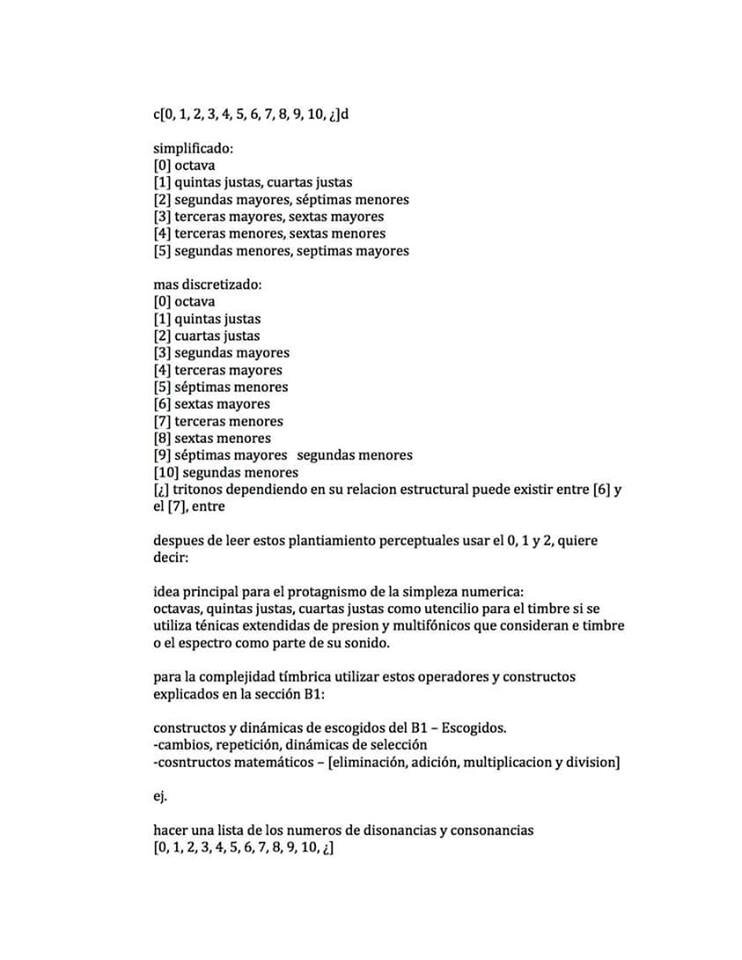 c[0, 1, 2, 3, 4, 5, 6, 7, 8, 9, 10, ¿]d
simplificado:
[0] octava
[1] quintas justas, cuartas justas
[2] segundas mayores, séptimas menores
[3] terceras mayores, sextas mayores
[4] terceras menores, sextas menores
[5] segundas menores, septimas mayores
mas discretizado:
[0] octava
[1] quintas justas
[2] cuartas justas
[3] segundas mayores
[4] terceras mayores
[5] séptimas menores
[6] sextas mayores
[7] terceras menores
[8] sextas menores
[9] séptimas mayores   segundas menores
[10] segundas menores
[¿] tritonos dependiendo en su relacion estructural puede existir entre [6] y
el [7], entre
despues de leer estos plantiamiento perceptuales usar el 0, 1 y 2, quiere
decir:
idea principal para el protagnismo de la simpleza numerica:
octavas, quintas justas, cuartas justas como utencilio para el timbre si se
utiliza ténicas extendidas de presion y multifónicos que consideran e timbre
o el espectro como parte de su sonido.
para la complejidad tímbrica utilizar estos operadores y constructos
explicados en la sección B1:
constructos y dinámicas de escogidos del B1 – Escogidos.
-cambios, repetición, dinámicas de selección
-cosntructos matemáticos – [eliminación, adición, multiplicacion y division]
ej.
hacer una lista de los numeros de disonancias y consonancias
[0, 1, 2, 3, 4, 5, 6, 7, 8, 9, 10, ¿]